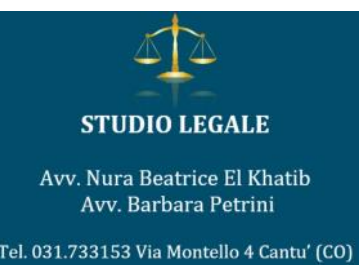 STUDIO LEGALE
Avv. Nura Beatrice El Khatib
Avv. Barbara Petrini
Tel. 031.733153 Via Montello 4 Cantu' (CO)